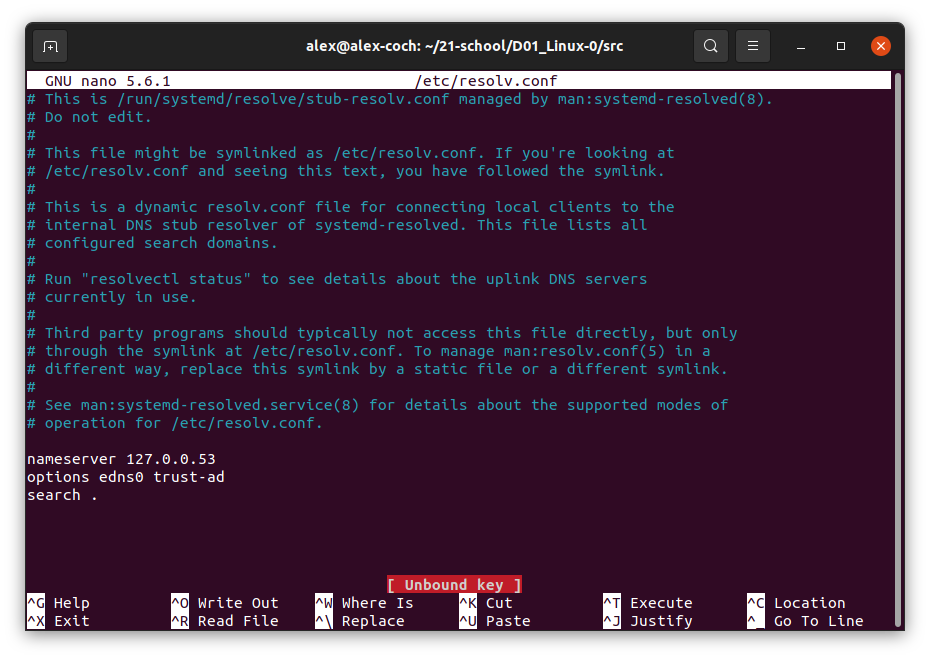 alex@alex-coch: ~/21-school/D01_Linux-0/src
GNU nano 5.6.1 /etc/resolv.conf
# This is /run/systemd/resolve/stub-resolv.conf managed by man:systemd-resolved(8).
# Do not edit.
#
# This file might be symlinked as /etc/resolv.conf. If you're looking at
# /etc/resolv.conf and seeing this text, you have followed the symlink.
#
# This is a dynamic resolv.conf file for connecting local clients to the
# internal DNS stub resolver of systemd-resolved. This file lists all
# configured search domains.
#
# Run "resolvectl status" to see details about the uplink DNS servers
# currently in use.
#
# Third party programs should typically not access this file directly, but only
# through the symlink at /etc/resolv.conf. To manage man:resolv.conf(5) in a
# different way, replace this symlink by a static file or a different symlink.
#
# See man:systemd-resolved.service(8) for details about the supported modes of
# operation for /etc/resolv.conf.
nameserver 127.0.0.53
options edns0 trust-ad
search .
[ Unbound key ]
^G Help ^O Write Out ^W Where Is ^K Cut ^T Execute ^C Location
^X Exit ^R Read File ^\ Replace ^U Paste ^J Justify ^_ Go To Line